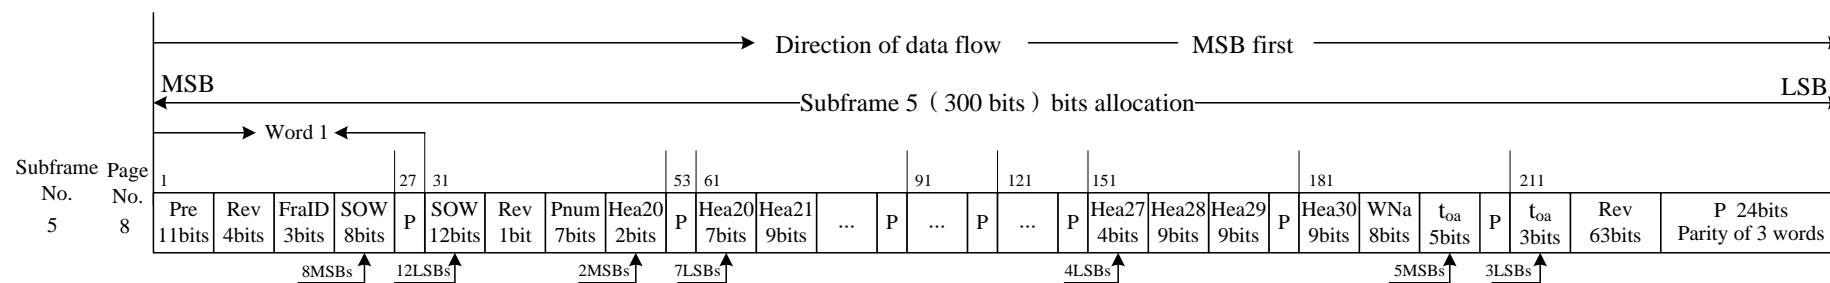 Direction of data flow MSB first
MSB LSB
Subframe 5（300 bits）bits allocation
Word 1
Subframe No. Page No.
1 27 31 53 61 91 121 151 181 211
5 8
Pre 11bits
Rev 4bits
FraID 3bits
SOW 8bits
P
SOW 12bits
Rev 1bit
Pnum 7bits
Hea20 2bits
P
Hea20 7bits
Hea21 9bits
...
P
...
P
...
P
Hea27 4bits
Hea28 9bits
Hea29 9bits
P
Hea30 9bits
WNa 8bits
toa 5bits
P
toa 3bits
Rev 63bits
P 24bits
Parity of 3 words
8MSBs 12LSBs 2MSBs 7LSBs 4LSBs 5MSBs 3LSBs